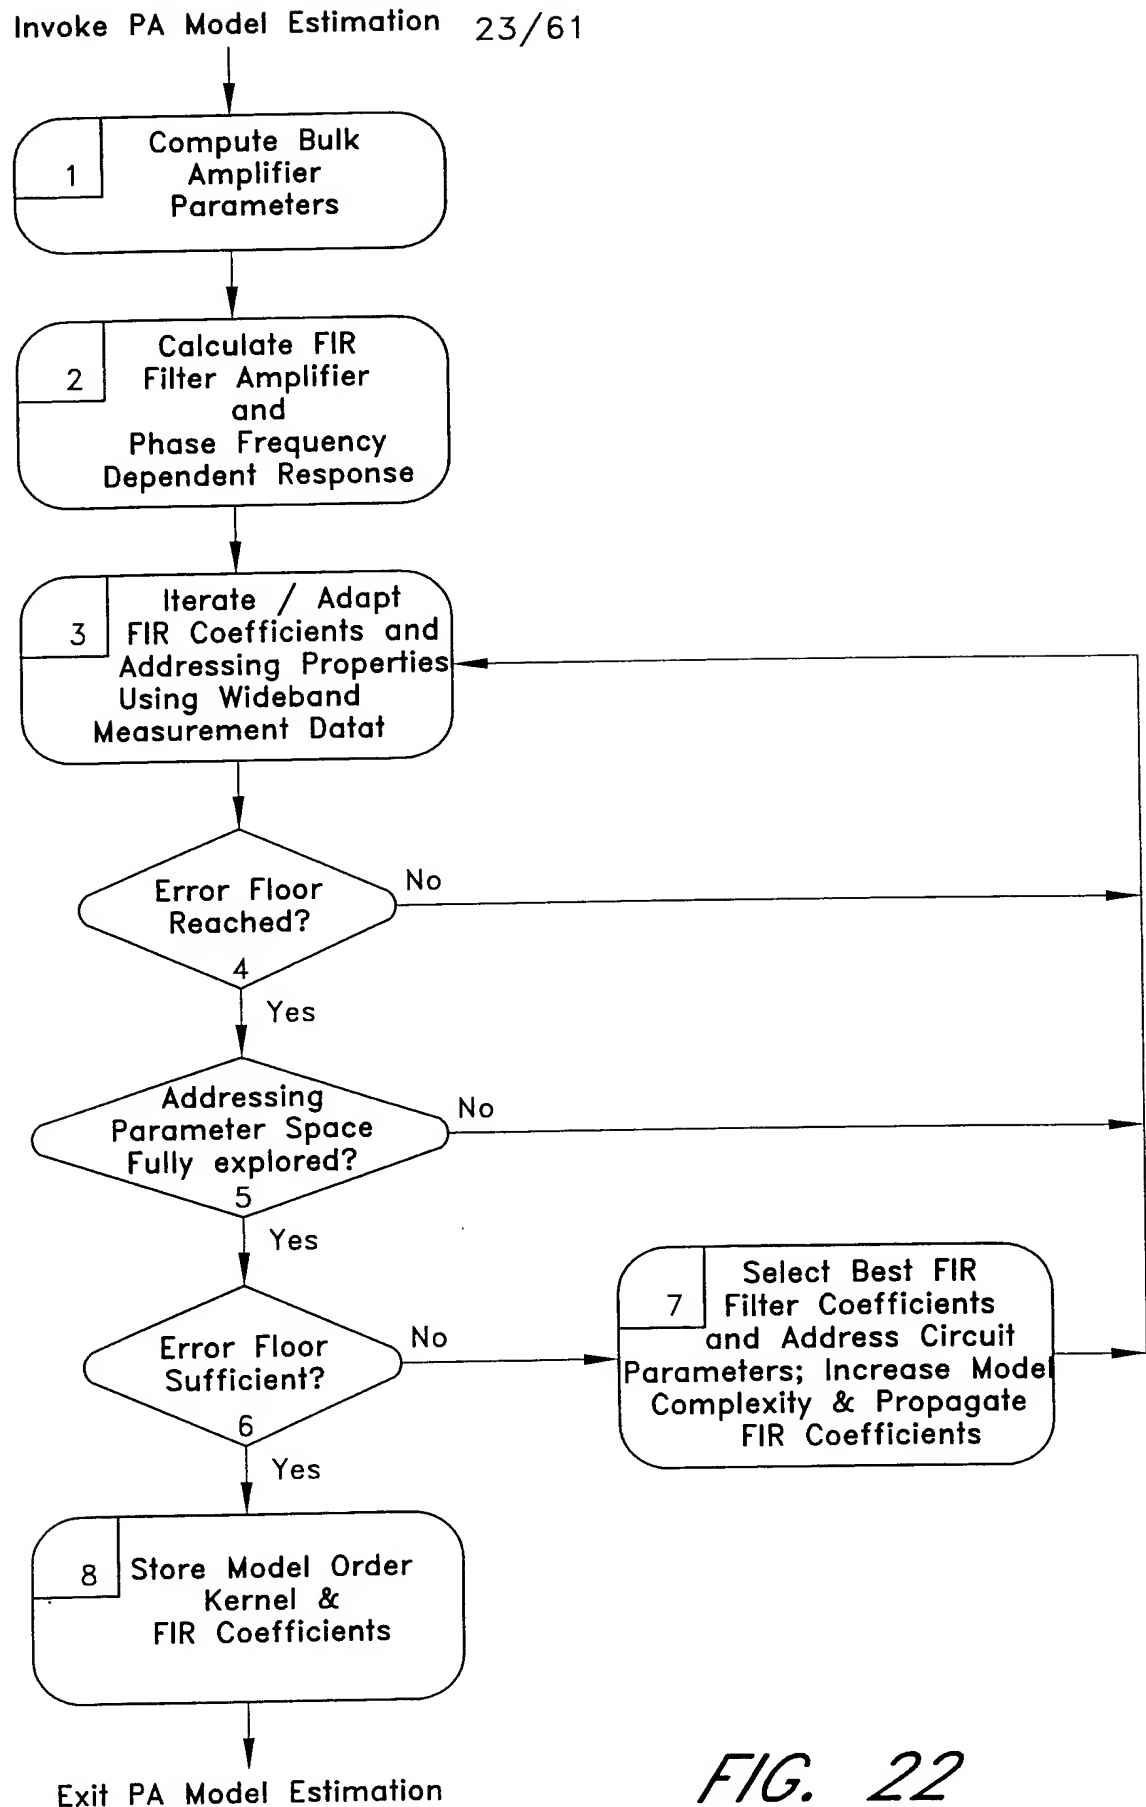 Invoke PA Model Estimation 23/61
1
Compute Bulk
Amplifier
Parameters
2
Calculate FIR
Filter Amplifier
and
Phase Frequency
Dependent Response
3
Iterate / Adapt
FIR Coefficients and
Addressing Properties
Using Wideband
Measurement Datat
Error Floor
Reached?
4
No
Yes
Addressing
Parameter Space
Fully explored?
5
No
Yes
Error Floor
Sufficient?
6
No
Yes
7
Select Best FIR
Filter Coefficients
and Address Circuit
Parameters; Increase Model
Complexity & Propagate
FIR Coefficients
8
Store Model Order
Kernel &
FIR Coefficients
Exit PA Model Estimation
FIG. 22